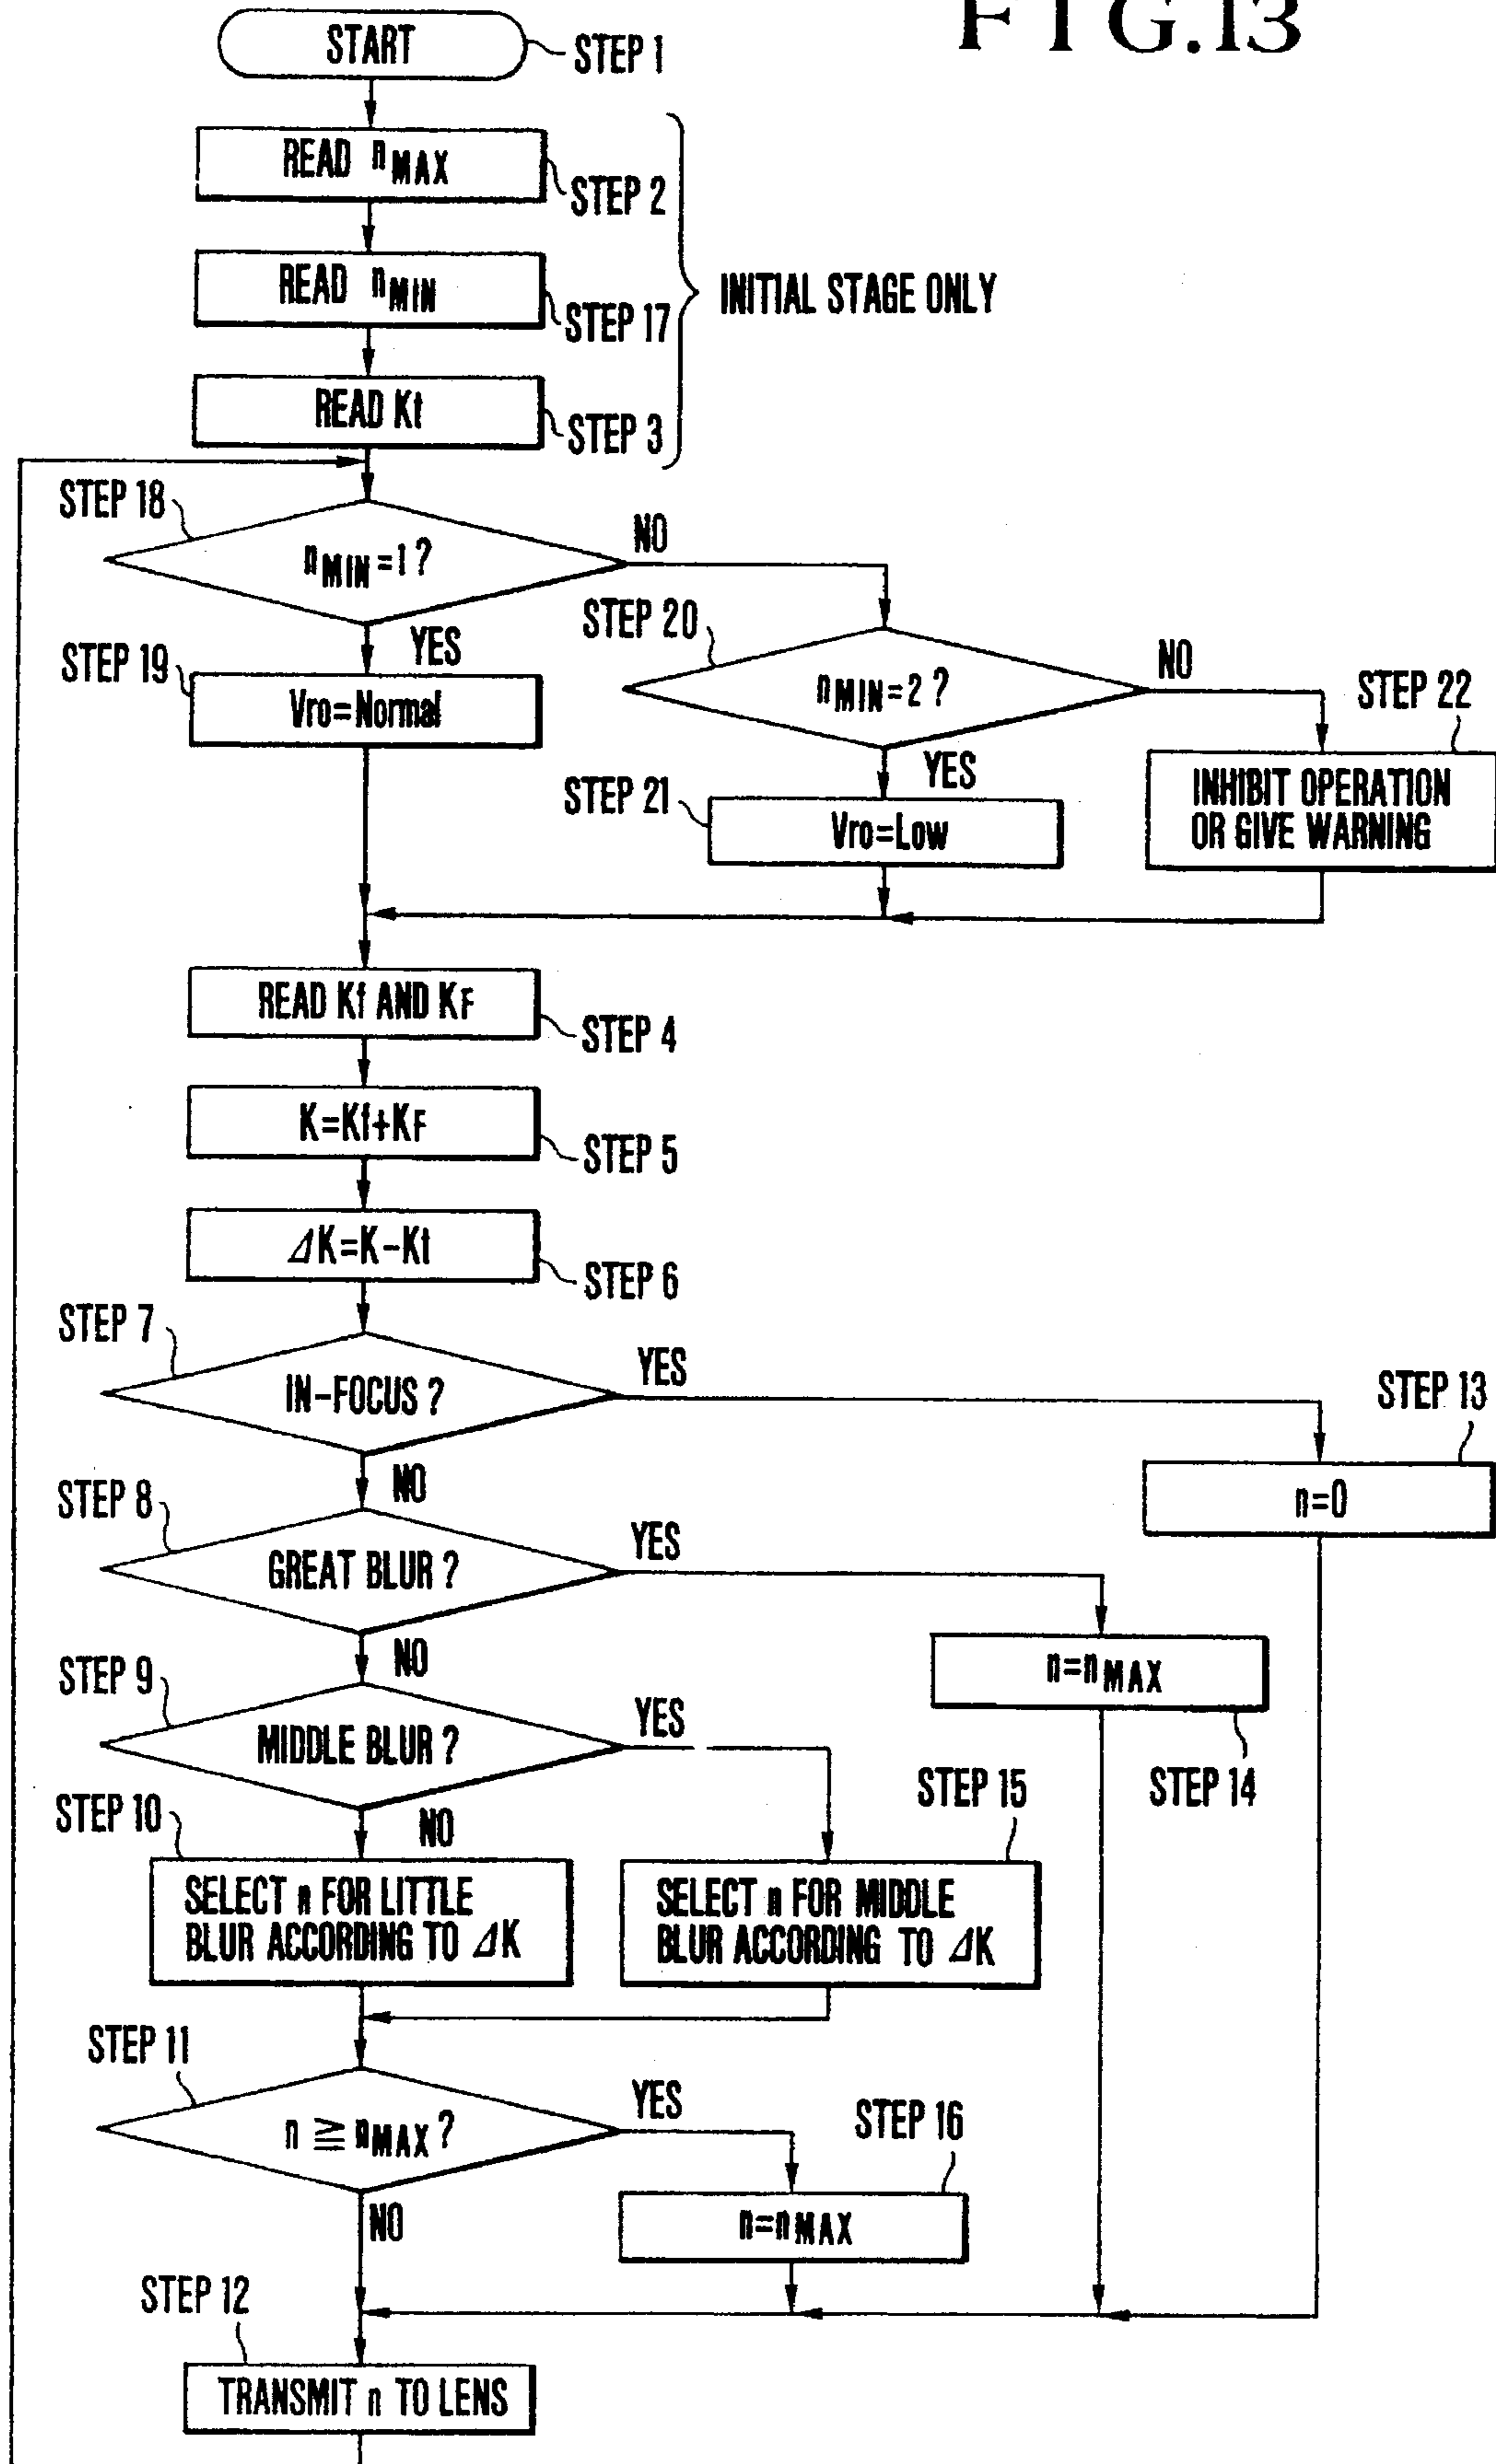 FIG.13
START
STEP 1
READ nMAX
STEP 2
READ nMIN
STEP 17
INITIAL STAGE ONLY
READ Kt
STEP 3
STEP 18
nMIN=1?
NO
YES
STEP 20
nMIN=2?
NO
YES
STEP 19
Vro=Normal
STEP 21
Vro=Low
STEP 22
INHIBIT OPERATION
OR GIVE WARNING
READ Kf AND KF
STEP 4
K=Kf+KF
STEP 5
ΔK=K-Kt
STEP 6
STEP 7
IN-FOCUS?
YES
NO
STEP 13
n=0
STEP 8
GREAT BLUR?
YES
NO
n=nMAX
STEP 14
STEP 9
MIDDLE BLUR?
YES
NO
STEP 10
SELECT n FOR LITTLE
BLUR ACCORDING TO ΔK
STEP 15
SELECT n FOR MIDDLE
BLUR ACCORDING TO ΔK
STEP 11
n ≧ nMAX?
YES
NO
STEP 16
n=nMAX
STEP 12
TRANSMIT n TO LENS